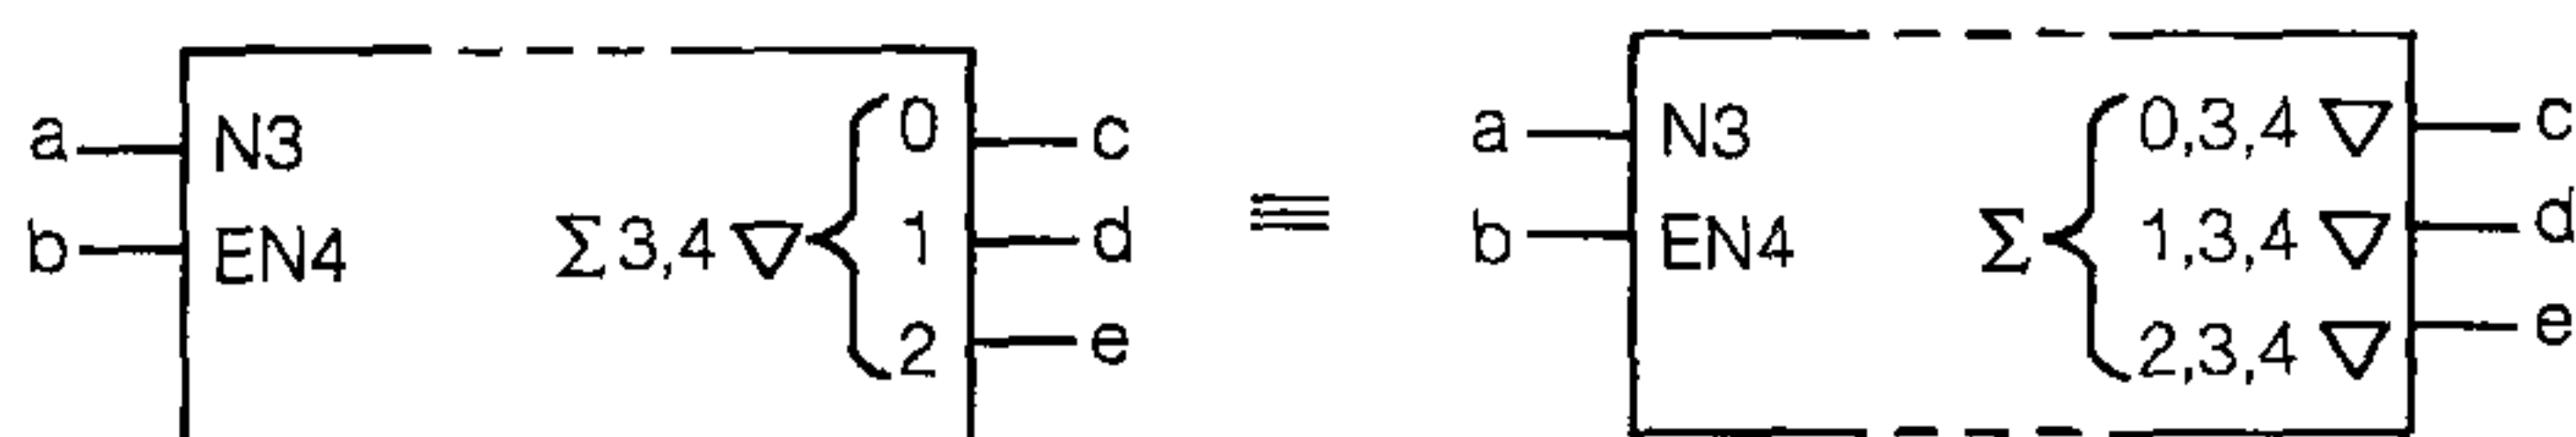 a N3 0 c ≡ a N3 0,3,4 ▽ c
b EN4 Σ3,4 ▽ { 1 d b EN4 Σ { 1,3,4 ▽ d
2 e 2,3,4 ▽ e